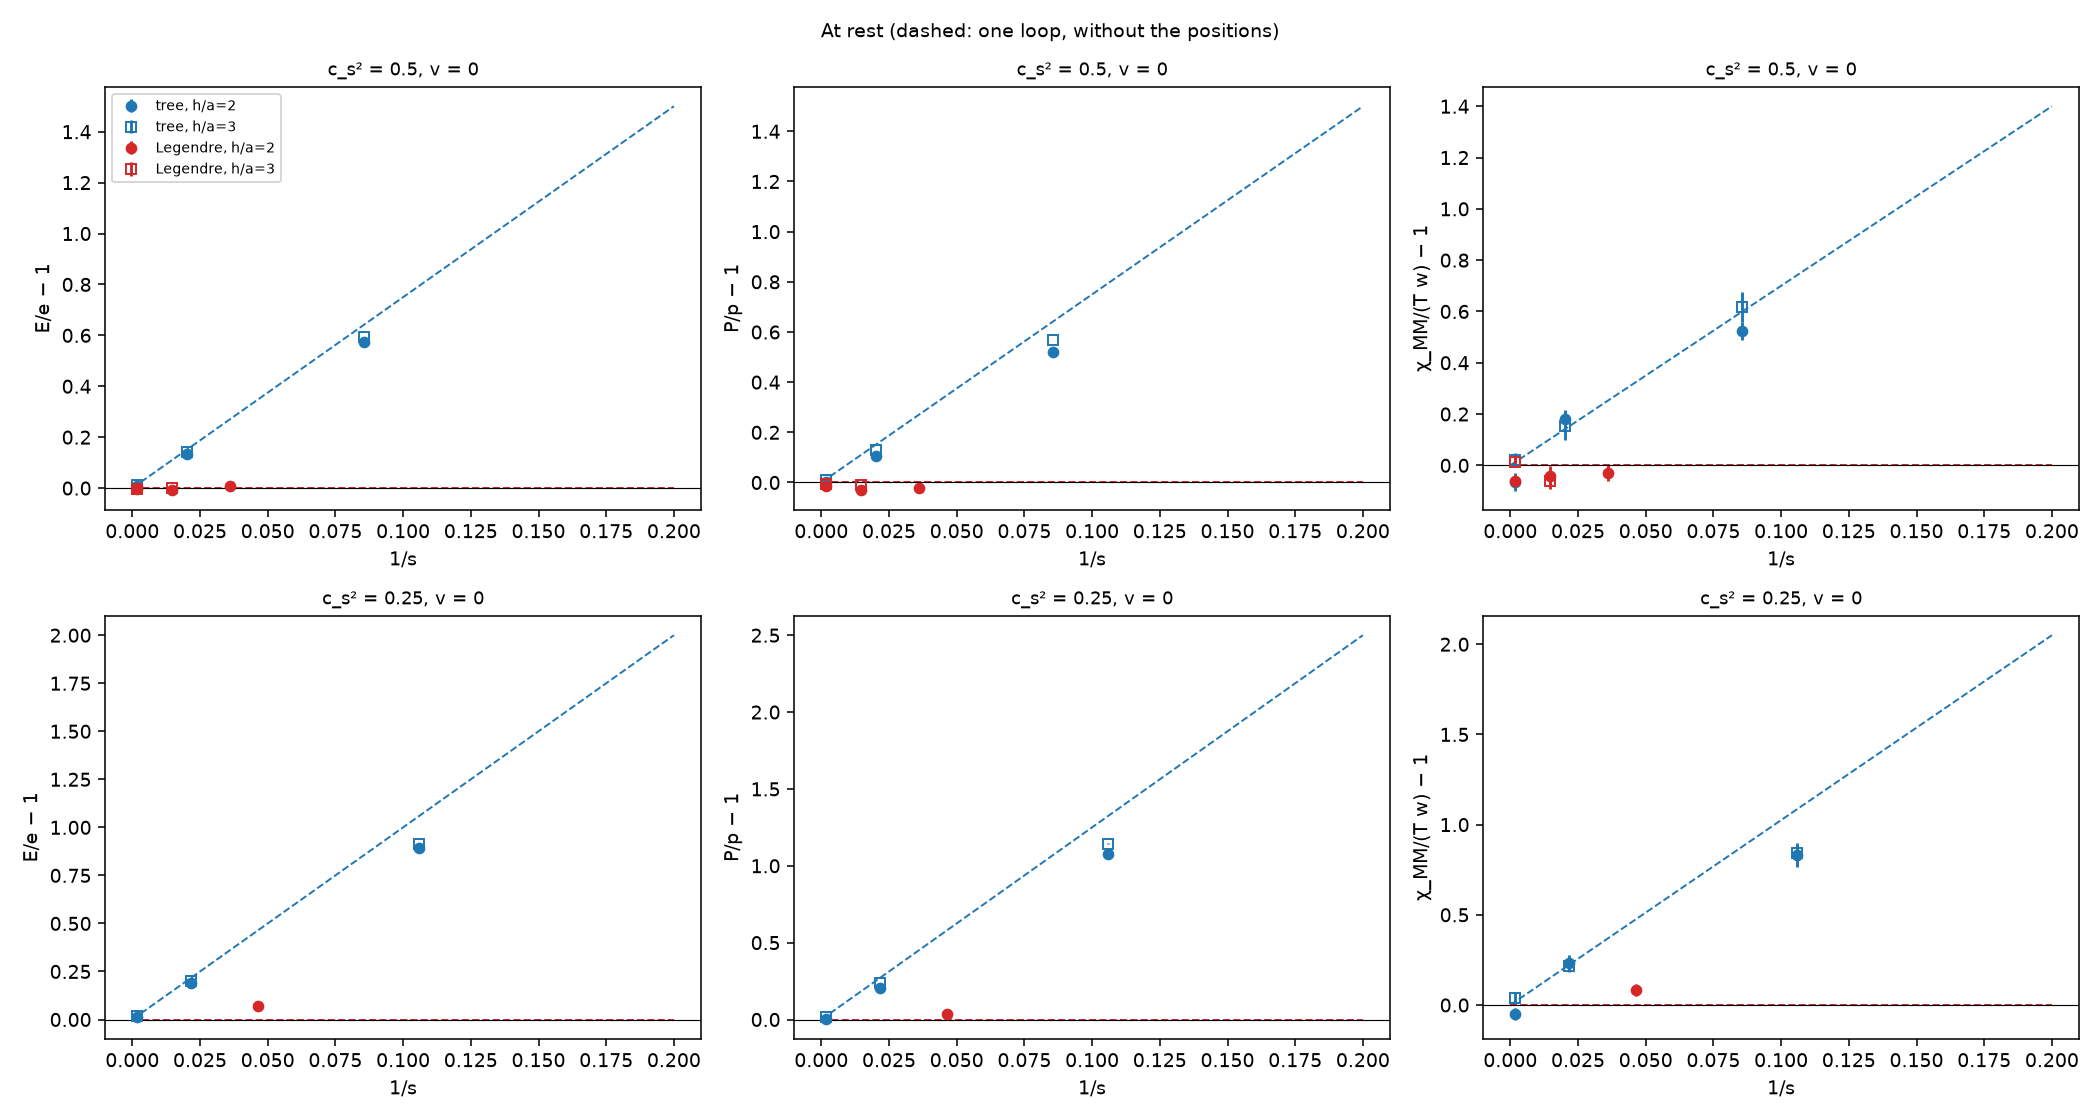 At rest (dashed: one loop, without the positions)
c_s² = 0.5, v = 0
tree, h/a=2
tree, h/a=3
Legendre, h/a=2
Legendre, h/a=3
E/e − 1
1.4
1.2
1.0
0.8
0.6
0.4
0.2
0.0
0.000 0.025 0.050 0.075 0.100 0.125 0.150 0.175 0.200
1/s
c_s² = 0.5, v = 0
P/p − 1
1.4
1.2
1.0
0.8
0.6
0.4
0.2
0.0
0.000 0.025 0.050 0.075 0.100 0.125 0.150 0.175 0.200
1/s
c_s² = 0.5, v = 0
χ_MM/(T w) − 1
1.4
1.2
1.0
0.8
0.6
0.4
0.2
0.0
0.000 0.025 0.050 0.075 0.100 0.125 0.150 0.175 0.200
1/s
c_s² = 0.25, v = 0
E/e − 1
2.00
1.75
1.50
1.25
1.00
0.75
0.50
0.25
0.00
0.000 0.025 0.050 0.075 0.100 0.125 0.150 0.175 0.200
1/s
c_s² = 0.25, v = 0
P/p − 1
2.5
2.0
1.5
1.0
0.5
0.0
0.000 0.025 0.050 0.075 0.100 0.125 0.150 0.175 0.200
1/s
c_s² = 0.25, v = 0
χ_MM/(T w) − 1
2.0
1.5
1.0
0.5
0.0
0.000 0.025 0.050 0.075 0.100 0.125 0.150 0.175 0.200
1/s